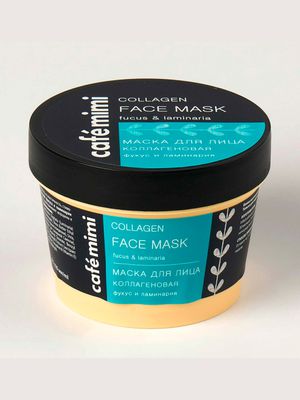 café mimi
COLLAGEN
FACE MASK
fucus & laminaria
МАСКА ДЛЯ ЛИЦА
КОЛЛАГЕНОВАЯ
фукус и ламинария
café mimi
COLLAGEN
FACE MASK
fucus & laminaria
МАСКА ДЛЯ ЛИЦА
КОЛЛАГЕНОВАЯ
фукус и ламинария